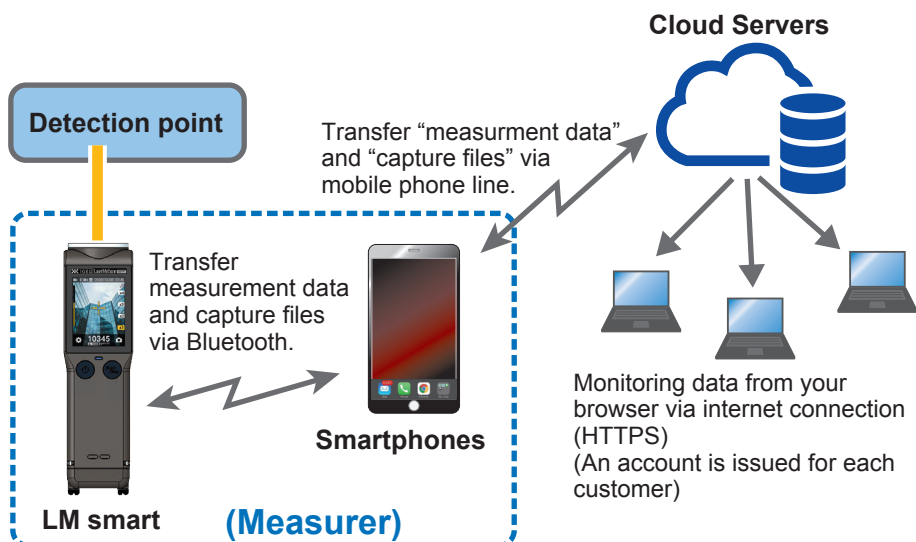 Cloud Servers
Detection point
Transfer “measurment data”
and “capture files” via
mobile phone line.
Transfer
measurement data
and capture files
via Bluetooth.
10345
Smartphones
LM smart
(Measurer)
Monitoring data from your
browser via internet connection
(HTTPS)
(An account is issued for each
customer)